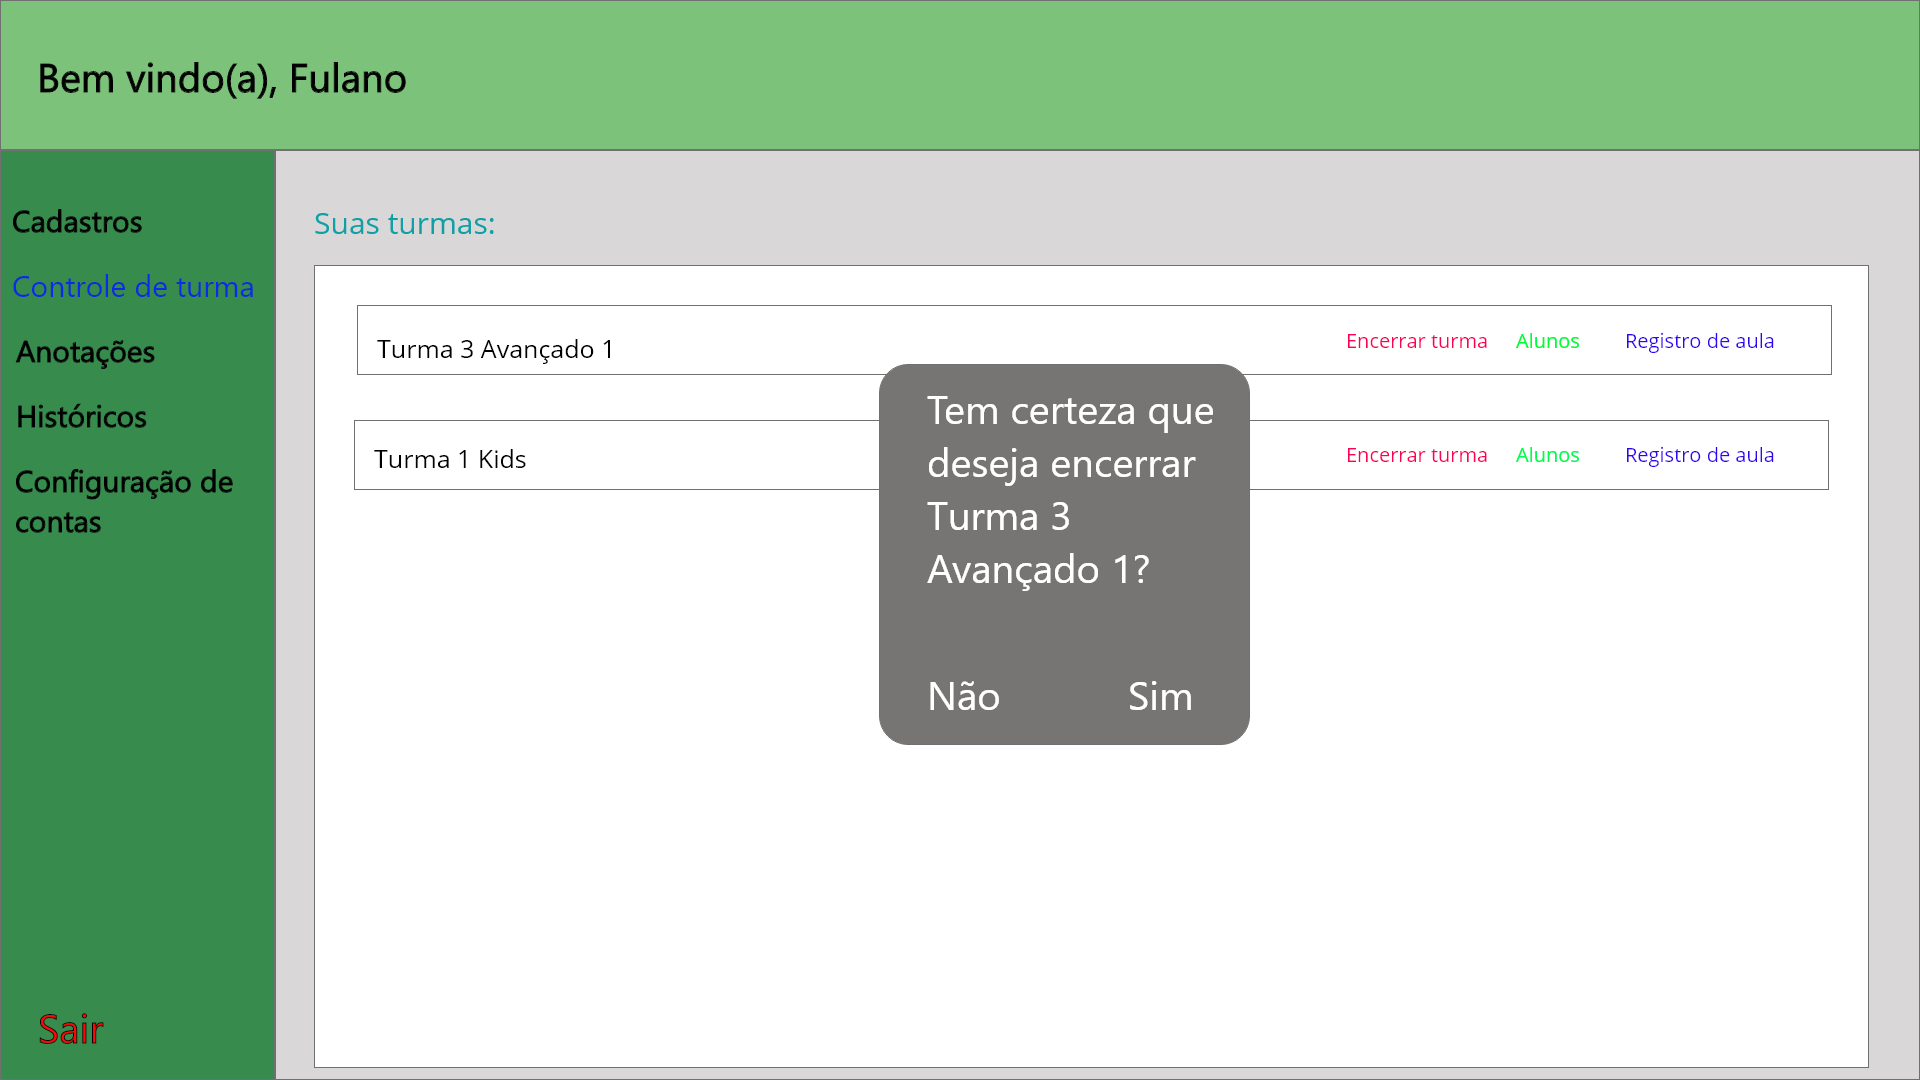 Bem vindo(a), Fulano
Cadastros
Controle de turma
Anotações
Históricos
Configuração de
contas
Sair
Suas turmas:
Turma 3 Avançado 1
Encerrar turma
Alunos
Registro de aula
Turma 1 Kids
Encerrar turma
Alunos
Registro de aula
Tem certeza que
deseja encerrar
Turma 3
Avançado 1?
Não
Sim